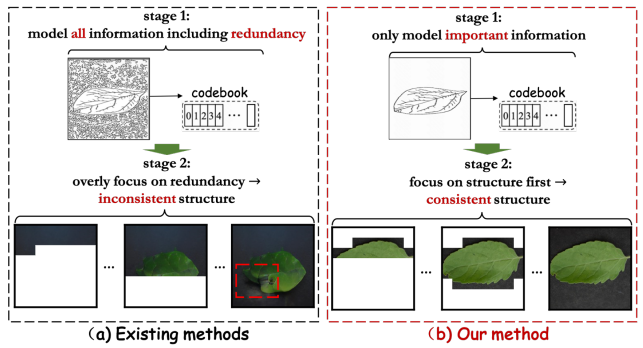 stage 1:
model all information including redundancy
codebook
0 1 2 3 4 ...
stage 2:
overly focus on redundancy →
inconsistent structure
... ...
(a) Existing methods
stage 1:
only model important information
codebook
0 1 2 3 4 ...
stage 2:
focus on structure first →
consistent structure
... ...
(b) Our method